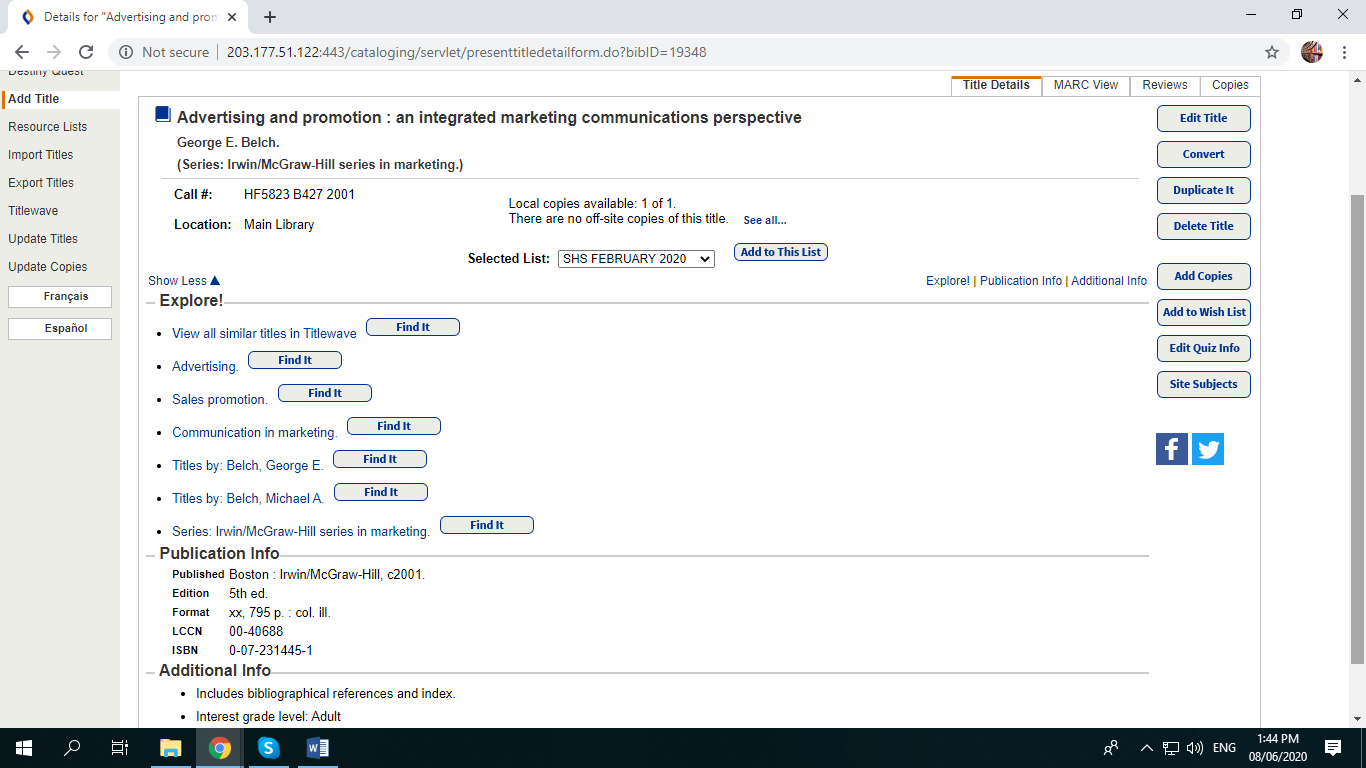 Details for "Advertising and prom
Not secure 203.177.51.122:443/cataloging/servlet/presenttitledetailform.do?bibID=19348
Destiny Quest
Add Title
Resource Lists
Import Titles
Export Titles
Titlewave
Update Titles
Update Copies
Français
Español
Title Details MARC View Reviews Copies
Advertising and promotion : an integrated marketing communications perspective
George E. Belch.
(Series: Irwin/McGraw-Hill series in marketing.)
Call #: HF5823 B427 2001
Local copies available: 1 of 1.
There are no off-site copies of this title. See all...
Location: Main Library
Selected List: SHS FEBRUARY 2020 Add to This List
Show Less Explore! | Publication Info | Additional Info
Explore!
View all similar titles in Titlewave Find It
Advertising. Find It
Sales promotion. Find It
Communication in marketing. Find It
Titles by: Belch, George E. Find It
Titles by: Belch, Michael A. Find It
Series: Irwin/McGraw-Hill series in marketing. Find It
Publication Info
Published Boston : Irwin/McGraw-Hill, c2001.
Edition 5th ed.
Format xx, 795 p. : col. ill.
LCCN 00-40688
ISBN 0-07-231445-1
Additional Info
Includes bibliographical references and index.
Interest grade level: Adult
Edit Title
Convert
Duplicate It
Delete Title
Add Copies
Add to Wish List
Edit Quiz Info
Site Subjects
ENG
1:44 PM
08/06/2020